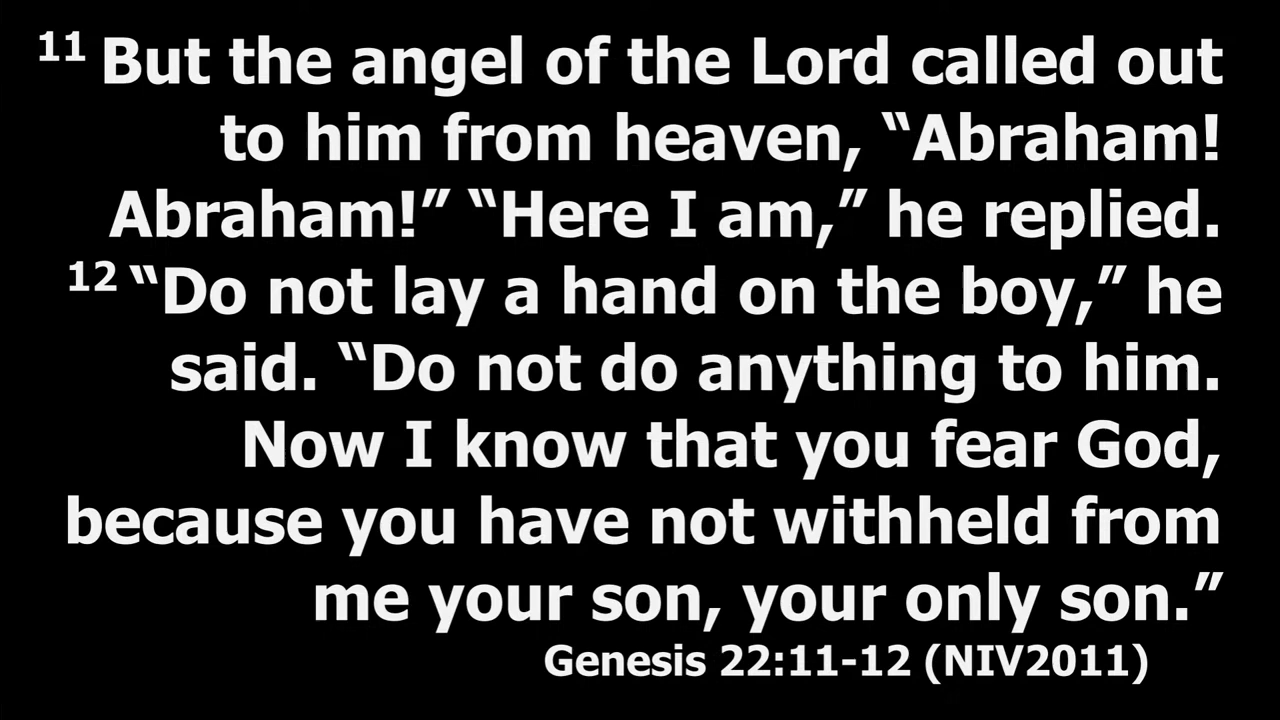 11 But the angel of the Lord called out
to him from heaven, “Abraham!
Abraham!” “Here I am,” he replied.
12 “Do not lay a hand on the boy,” he
said. “Do not do anything to him.
Now I know that you fear God,
because you have not withheld from
me your son, your only son.”
Genesis 22:11-12 (NIV2011)